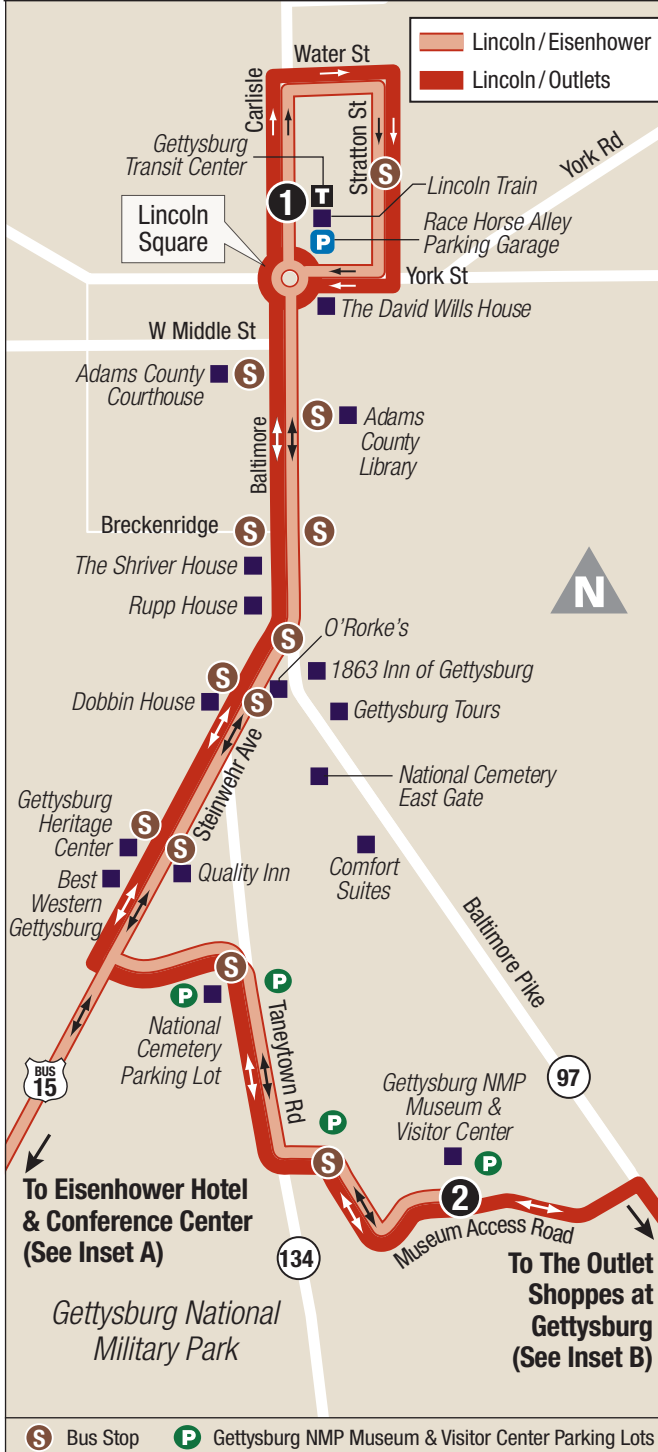 Lincoln / Eisenhower
Lincoln / Outlets
Water St
Carlisle
Stratton St
York Rd
Gettysburg
Transit Center
T
1
S
Lincoln Train
Race Horse Alley
Parking Garage
P
Lincoln
Square
York St
The David Wills House
W Middle St
Adams County
Courthouse
S
S
Adams
County
Library
Baltimore
Breckenridge
S
S
The Shriver House
Rupp House
N
O'Rorke's
S
1863 Inn of Gettysburg
S
Dobbin House
S
Gettysburg Tours
Steinwehr Ave
National Cemetery
East Gate
Gettysburg
Heritage
Center
S
S
Quality Inn
Comfort
Suites
Best
Western
Gettysburg
Baltimore Pike
S
P
P
National
Cemetery
Parking Lot
Taneytown Rd
BUS
15
97
Gettysburg NMP
Museum &
Visitor Center
P
P
S
2
Museum Access Road
To Eisenhower Hotel
& Conference Center
(See Inset A)
134
To The Outlet
Shoppes at
Gettysburg
(See Inset B)
Gettysburg National
Military Park
S Bus Stop
P Gettysburg NMP Museum & Visitor Center Parking Lots